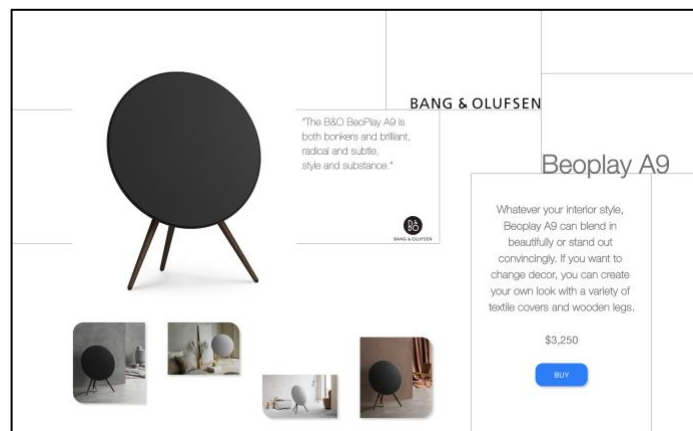 BANG & OLUFSEN
"The B&O BeoPlay A9 is
both bonkers and brilliant,
radical and subtle,
style and substance."
B&O
BANG & OLUFSEN
Beoplay A9
Whatever your interior style,
Beoplay A9 can blend in
beautifully or stand out
convincingly. If you want to
change decor, you can create
your own look with a variety of
textile covers and wooden legs.
$3,250
BUY